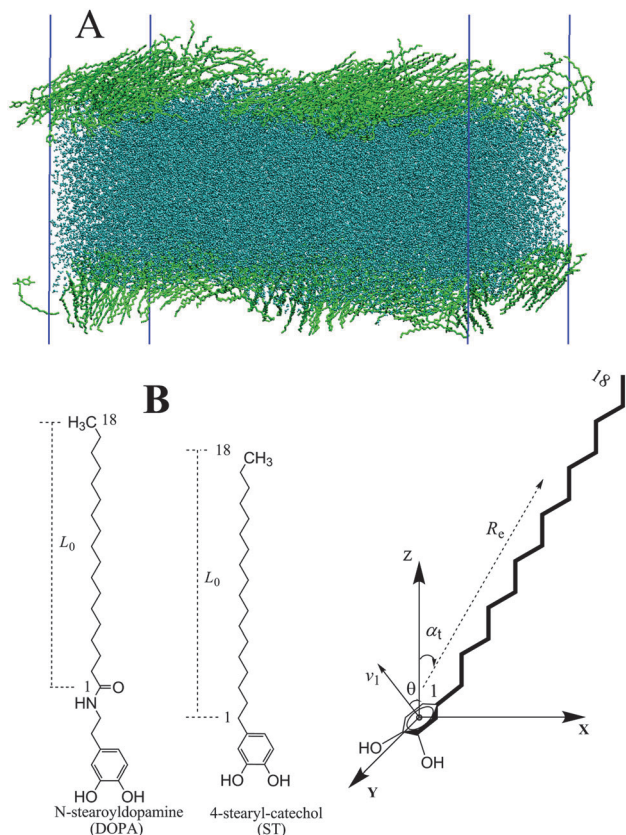 A
B
H₃C 18
L₀
1
O
HN
HO OH
N-stearoyldopamine
(DOPA)
18
CH₃
L₀
1
HO OH
4-stearyl-catechol
(ST)
18
Rₑ
Z
αₜ
v₁
θ
1
X
HO
OH
Y